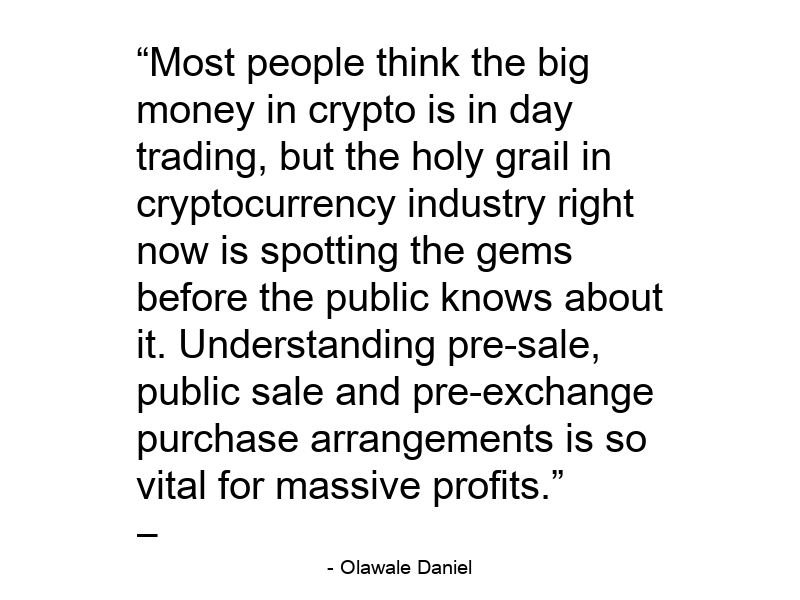 “Most people think the big
money in crypto is in day
trading, but the holy grail in
cryptocurrency industry right
now is spotting the gems
before the public knows about
it. Understanding pre-sale,
public sale and pre-exchange
purchase arrangements is so
vital for massive profits.”
–
- Olawale Daniel